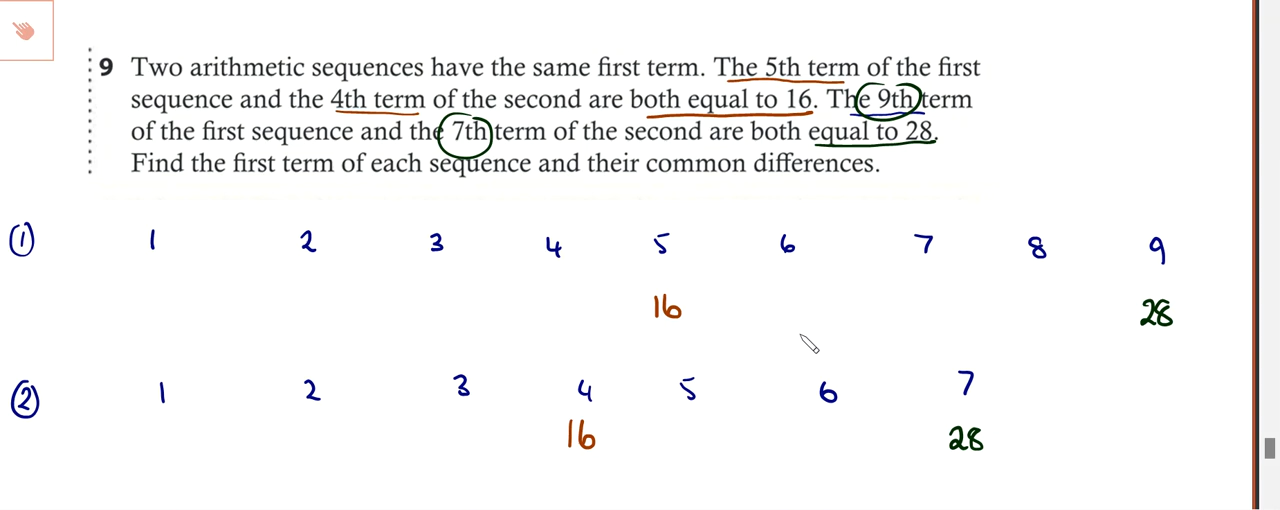 9 Two arithmetic sequences have the same first term. The 5th term of the first
sequence and the 4th term of the second are both equal to 16. The 9th term
of the first sequence and the 7th term of the second are both equal to 28.
Find the first term of each sequence and their common differences.
① 1 2 3 4 5 6 7 8 9
16 28
② 1 2 3 4 5 6 7
16 28